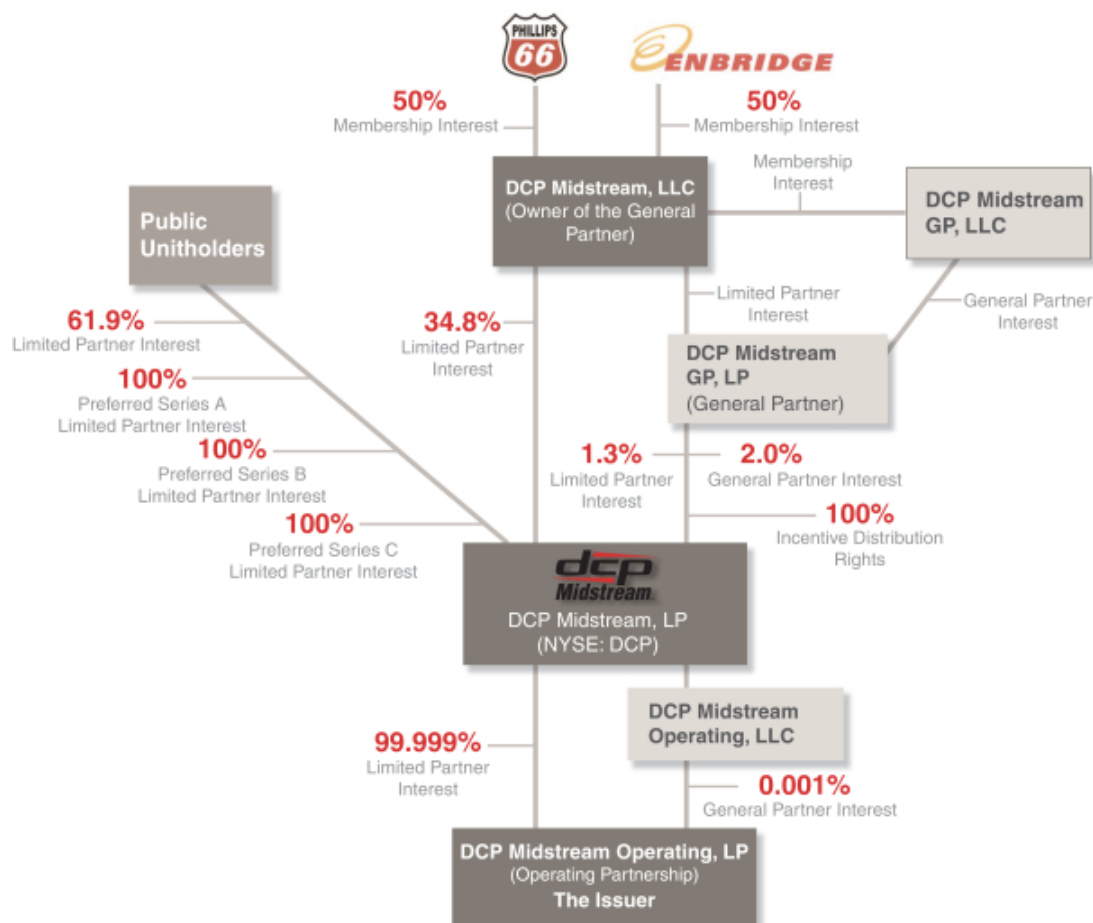 PHILLIPS
66
ENBRIDGE
50%
Membership Interest
50%
Membership Interest
DCP Midstream, LLC
(Owner of the General
Partner)
Membership
Interest
DCP Midstream
GP, LLC
Public
Unitholders
61.9%
Limited Partner Interest
34.8%
Limited Partner
Interest
Limited Partner
Interest
General Partner
Interest
DCP Midstream
GP, LP
(General Partner)
100%
Preferred Series A
Limited Partner Interest
100%
Preferred Series B
Limited Partner Interest
1.3%
Limited Partner
Interest
2.0%
General Partner Interest
100%
Preferred Series C
Limited Partner Interest
100%
Incentive Distribution
Rights
dcp
Midstream
DCP Midstream, LP
(NYSE: DCP)
DCP Midstream
Operating, LLC
99.999%
Limited Partner
Interest
0.001%
General Partner Interest
DCP Midstream Operating, LP
(Operating Partnership)
The Issuer